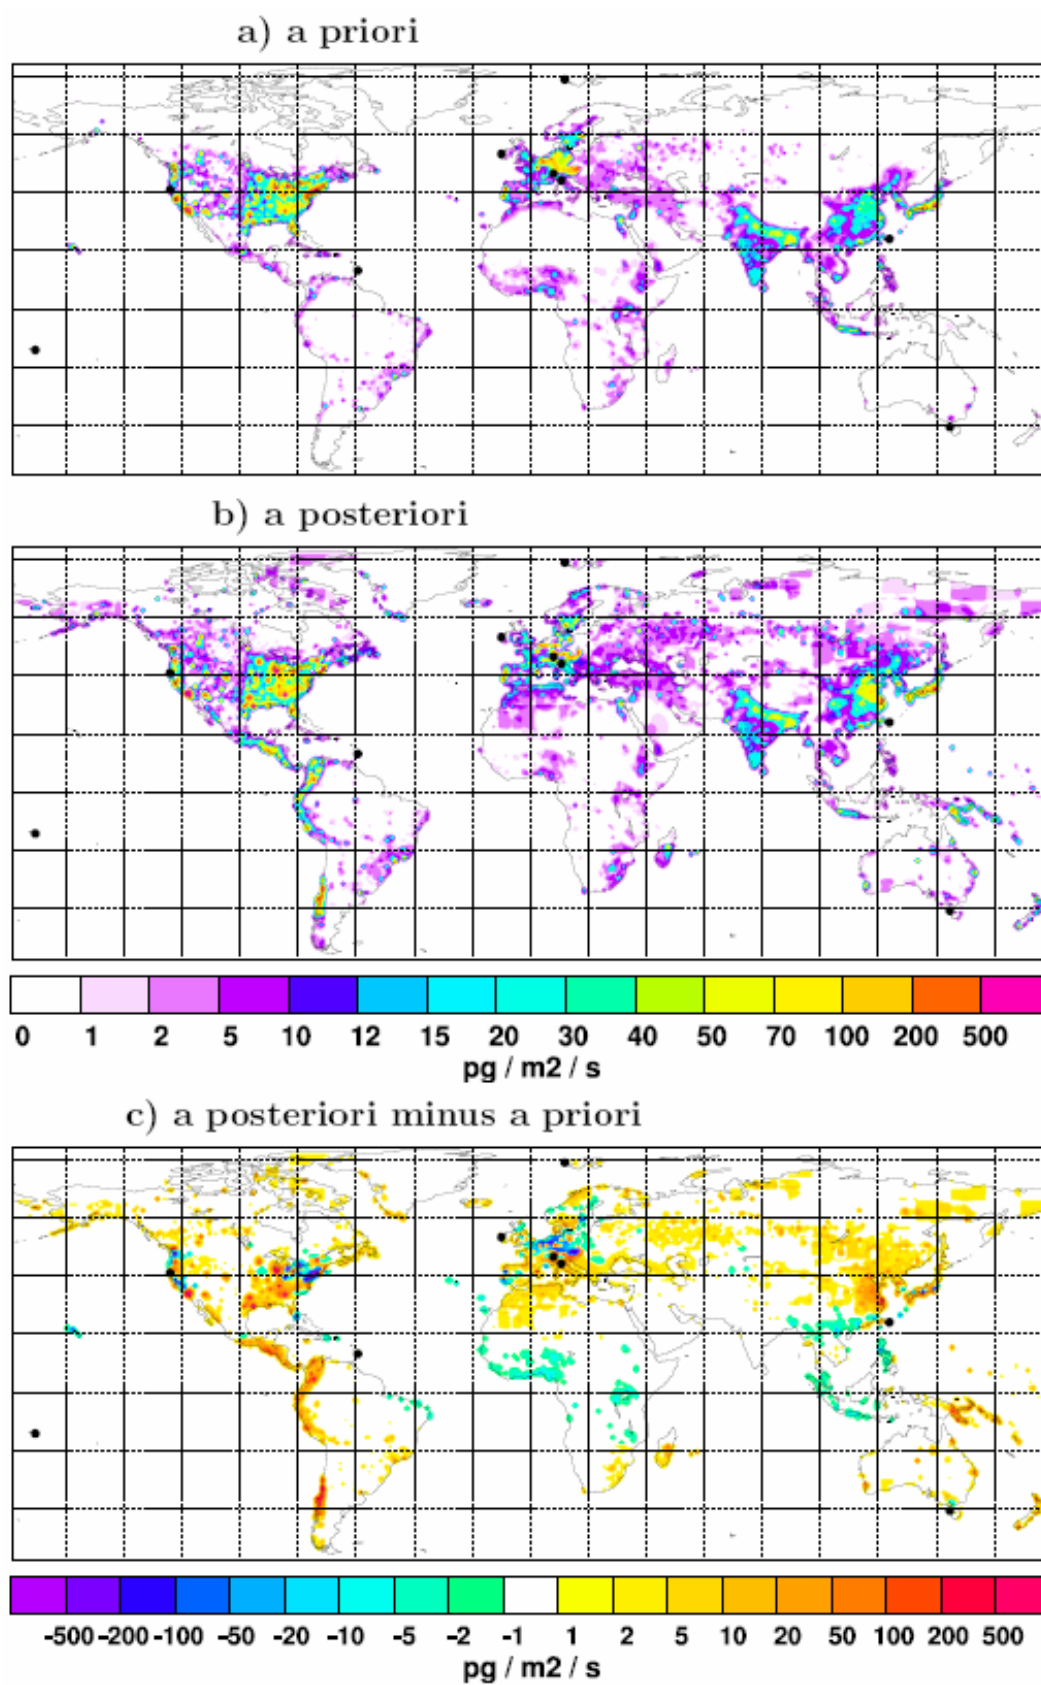 a) a priori
b) a posteriori
0 1 2 5 10 12 15 20 30 40 50 70 100 200 500
pg / m2 / s
c) a posteriori minus a priori
-500 -200 -100 -50 -20 -10 -5 -2 -1 1 2 5 10 20 50 100 200 500
pg / m2 / s